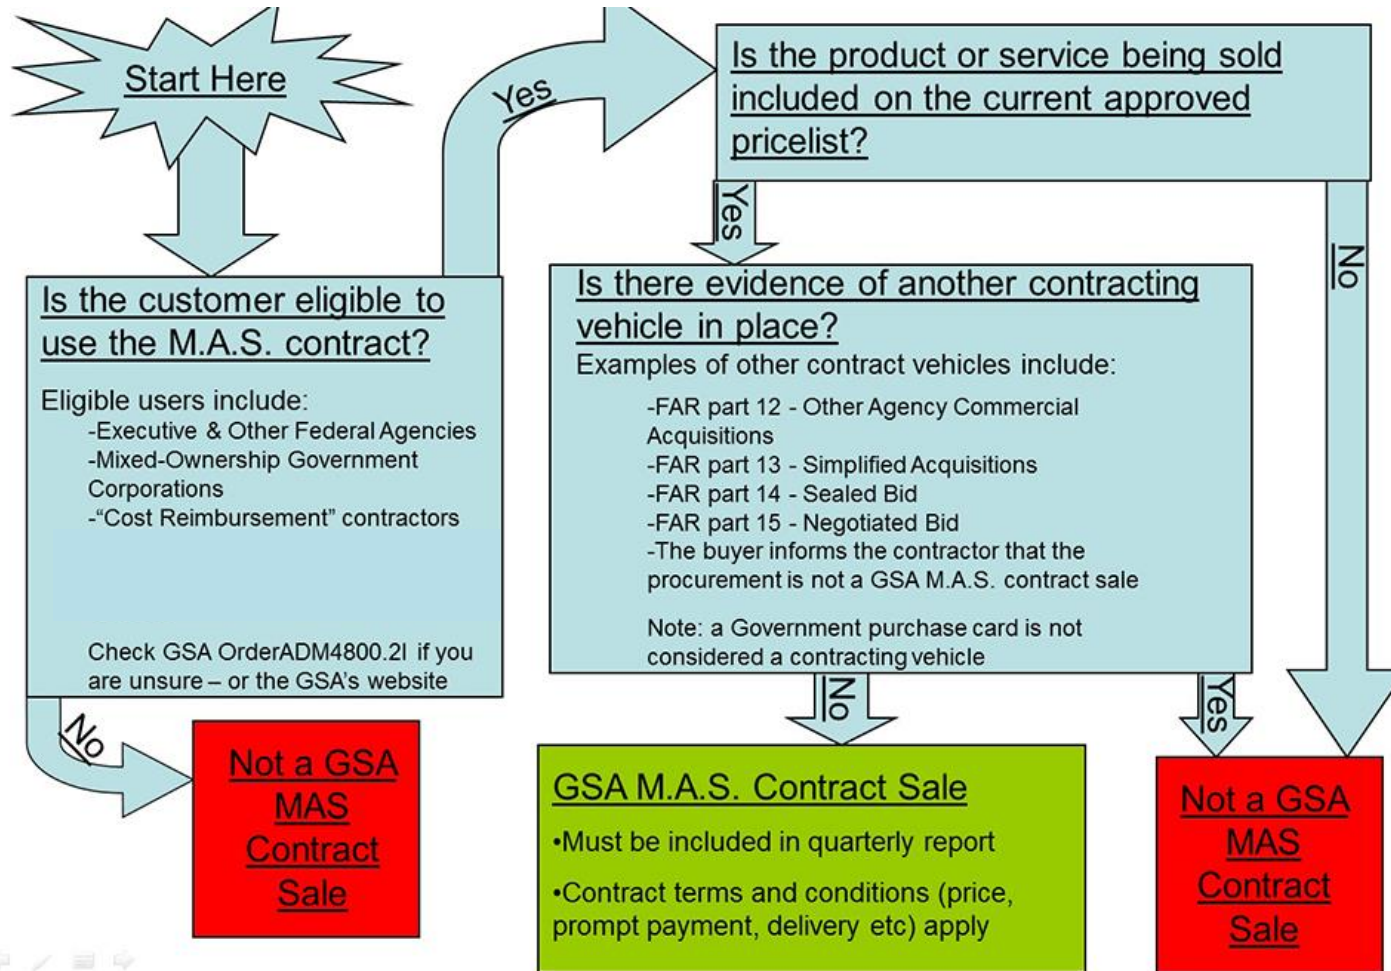 Start Here
Yes
Is the product or service being sold
included on the current approved
pricelist?
Yes
No
Is the customer eligible to
use the M.A.S. contract?
Eligible users include:
-Executive & Other Federal Agencies
-Mixed-Ownership Government
Corporations
-“Cost Reimbursement” contractors
Check GSA OrderADM4800.2I if you
are unsure – or the GSA's website
No
Not a GSA
MAS
Contract
Sale
Is there evidence of another contracting
vehicle in place?
Examples of other contract vehicles include:
-FAR part 12 - Other Agency Commercial
Acquisitions
-FAR part 13 - Simplified Acquisitions
-FAR part 14 - Sealed Bid
-FAR part 15 - Negotiated Bid
-The buyer informs the contractor that the
procurement is not a GSA M.A.S. contract sale
Note: a Government purchase card is not
considered a contracting vehicle
No
Yes
GSA M.A.S. Contract Sale
•Must be included in quarterly report
•Contract terms and conditions (price,
prompt payment, delivery etc) apply
Not a GSA
MAS
Contract
Sale